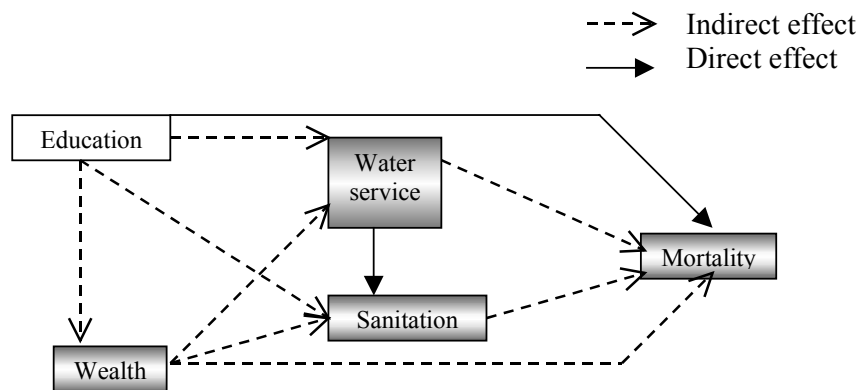 Indirect effect
Direct effect
Education
Water
service
Mortality
Sanitation
Wealth